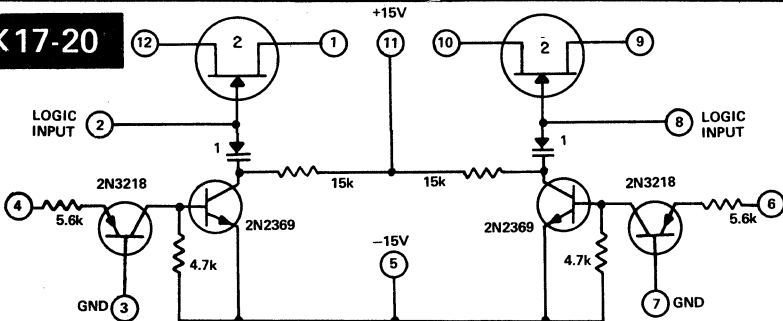 K17-20
+15V
12
2
1
11
10
2
9
LOGIC
INPUT
2
8
LOGIC
INPUT
1
1
15k
15k
2N3218
2N3218
4
5.6k
2N2369
2N2369
5.6k
6
4.7k
-15V
5
4.7k
GND
3
7
GND